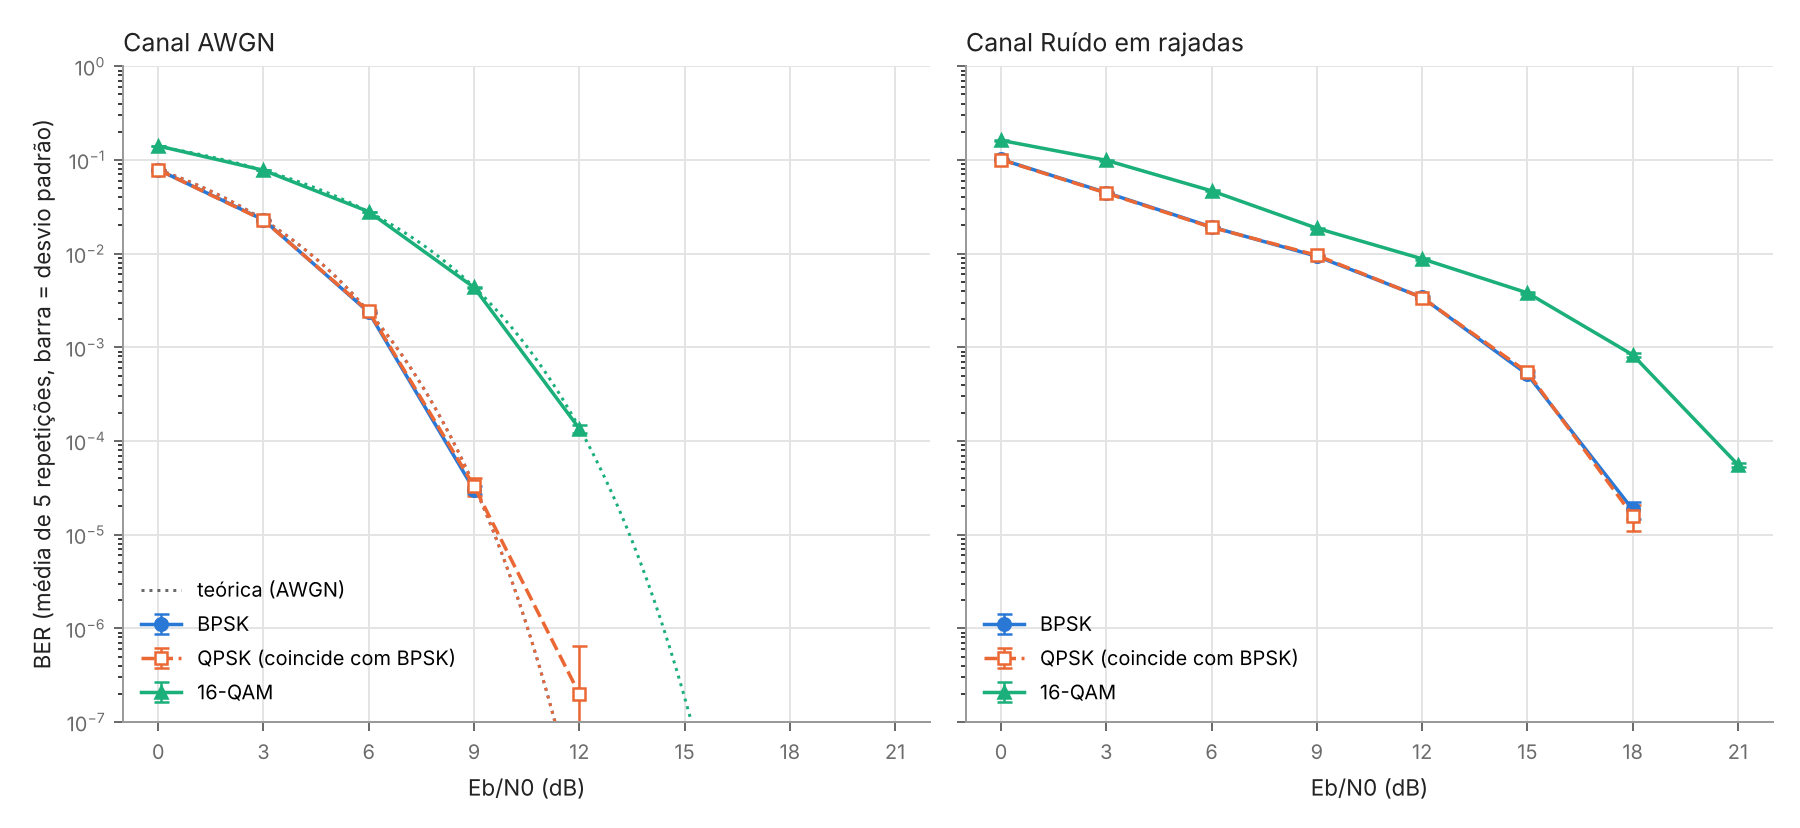 Canal AWGN
BER (média de 5 repetições, barra = desvio padrão)
10⁰
10⁻¹
10⁻²
10⁻³
10⁻⁴
10⁻⁵
10⁻⁶
10⁻⁷
teórica (AWGN)
BPSK
QPSK (coincide com BPSK)
16-QAM
0 3 6 9 12 15 18 21
Eb/N0 (dB)
Canal Ruído em rajadas
BPSK
QPSK (coincide com BPSK)
16-QAM
0 3 6 9 12 15 18 21
Eb/N0 (dB)